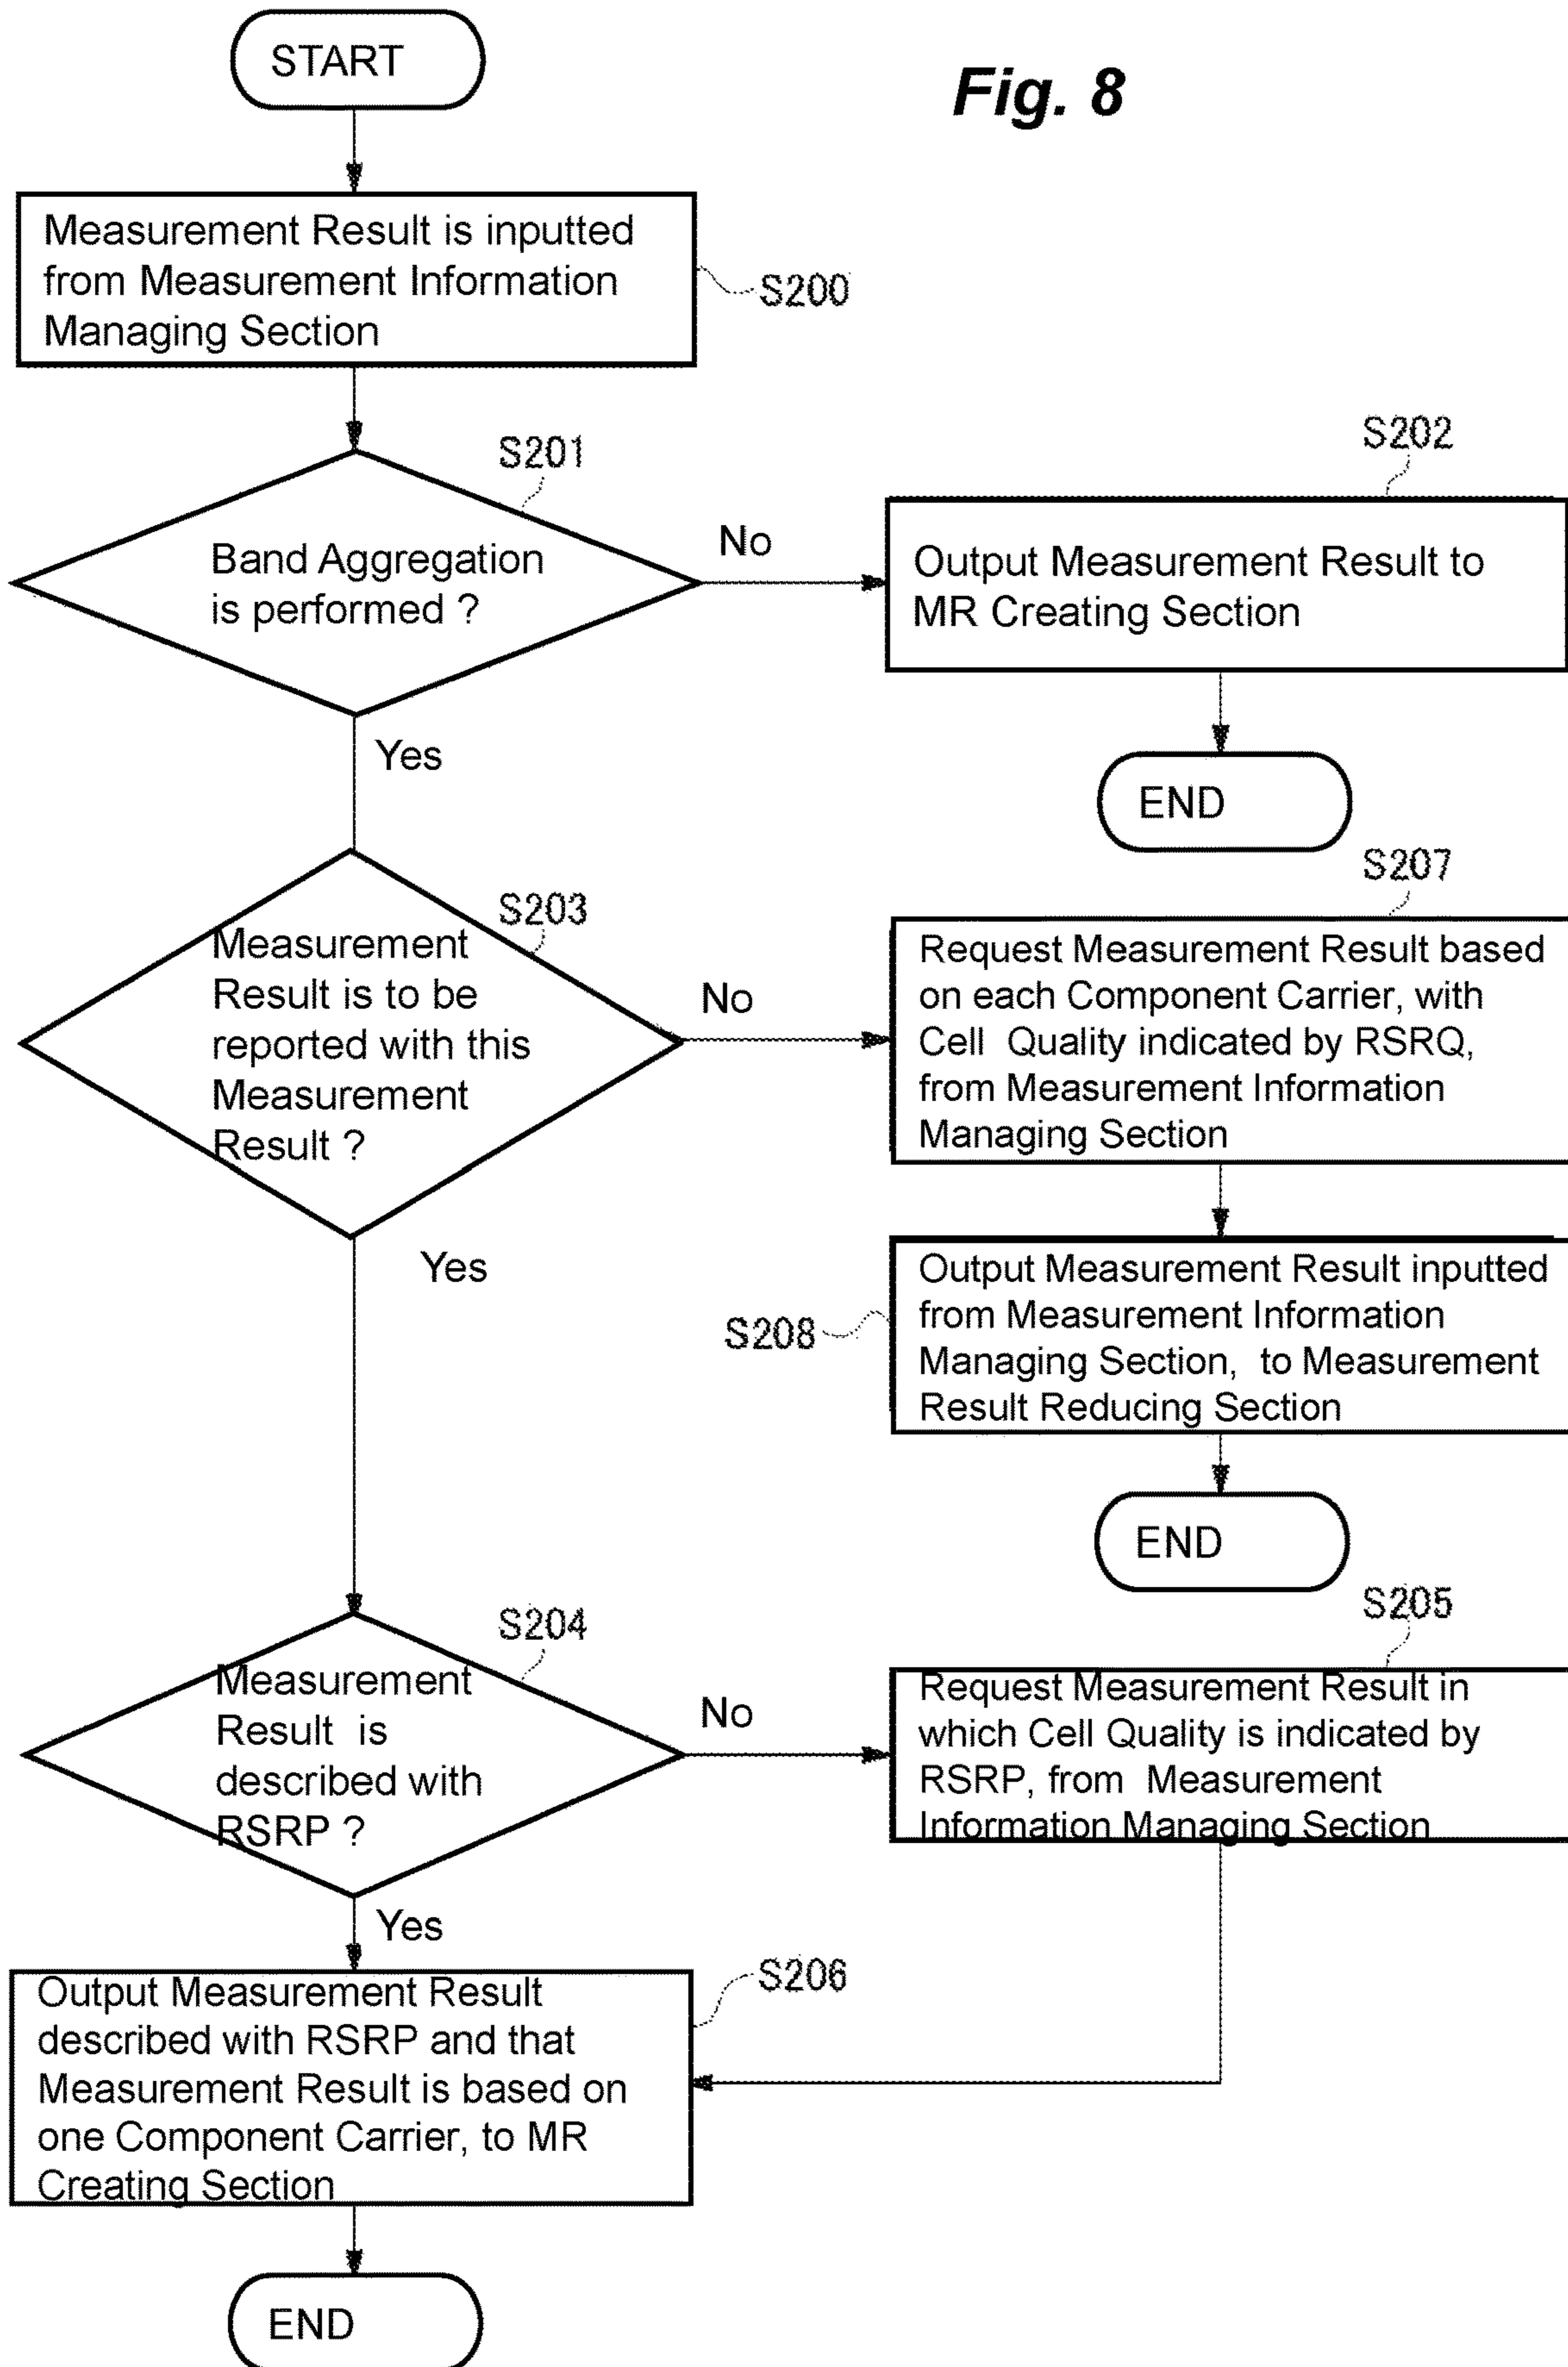 START
Fig. 8
Measurement Result is inputted
from Measurement Information
Managing Section
S200
S201
Band Aggregation
is performed ?
No
Yes
S202
Output Measurement Result to
MR Creating Section
END
S203
Measurement
Result is to be
reported with this
Measurement
Result ?
No
Yes
S207
Request Measurement Result based
on each Component Carrier, with
Cell Quality indicated by RSRQ,
from Measurement Information
Managing Section
S208
Output Measurement Result inputted
from Measurement Information
Managing Section, to Measurement
Result Reducing Section
END
S204
Measurement
Result is
described with
RSRP ?
No
Yes
S205
Request Measurement Result in
which Cell Quality is indicated by
RSRP, from Measurement
Information Managing Section
S206
Output Measurement Result
described with RSRP and that
Measurement Result is based on
one Component Carrier, to MR
Creating Section
END